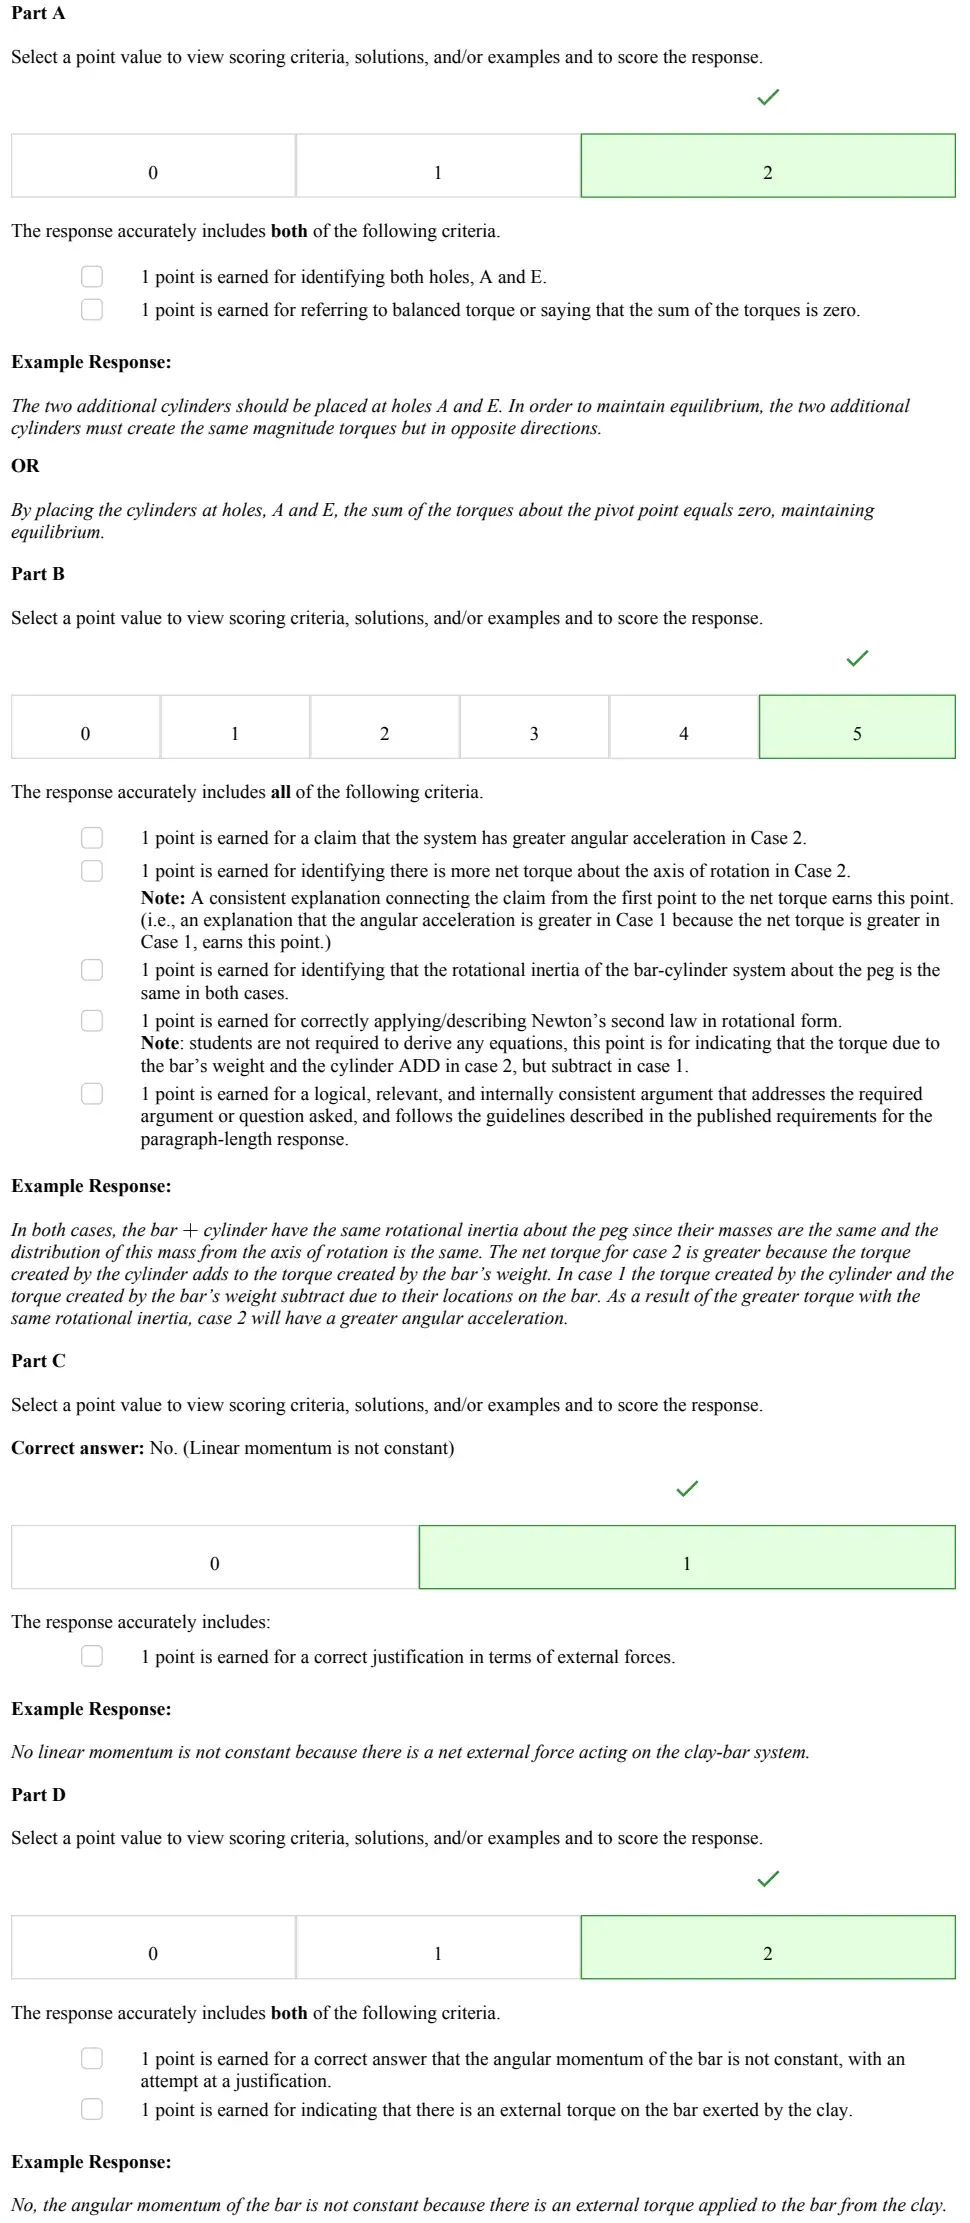 Part A
Select a point value to view scoring criteria, solutions, and/or examples and to score the response.
0 1 2
The response accurately includes both of the following criteria.
1 point is earned for identifying both holes, A and E.
1 point is earned for referring to balanced torque or saying that the sum of the torques is zero.
Example Response:
The two additional cylinders should be placed at holes A and E. In order to maintain equilibrium, the two additional
cylinders must create the same magnitude torques but in opposite directions.
OR
By placing the cylinders at holes, A and E, the sum of the torques about the pivot point equals zero, maintaining
equilibrium.
Part B
Select a point value to view scoring criteria, solutions, and/or examples and to score the response.
0 1 2 3 4 5
The response accurately includes all of the following criteria.
1 point is earned for a claim that the system has greater angular acceleration in Case 2.
1 point is earned for identifying there is more net torque about the axis of rotation in Case 2.
Note: A consistent explanation connecting the claim from the first point to the net torque earns this point.
(i.e., an explanation that the angular acceleration is greater in Case 1 because the net torque is greater in
Case 1, earns this point.)
1 point is earned for identifying that the rotational inertia of the bar-cylinder system about the peg is the
same in both cases.
1 point is earned for correctly applying/describing Newton’s second law in rotational form.
Note: students are not required to derive any equations, this point is for indicating that the torque due to
the bar’s weight and the cylinder ADD in case 2, but subtract in case 1.
1 point is earned for a logical, relevant, and internally consistent argument that addresses the required
argument or question asked, and follows the guidelines described in the published requirements for the
paragraph-length response.
Example Response:
In both cases, the bar + cylinder have the same rotational inertia about the peg since their masses are the same and the
distribution of this mass from the axis of rotation is the same. The net torque for case 2 is greater because the torque
created by the cylinder adds to the torque created by the bar’s weight. In case 1 the torque created by the cylinder and the
torque created by the bar’s weight subtract due to their locations on the bar. As a result of the greater torque with the
same rotational inertia, case 2 will have a greater angular acceleration.
Part C
Select a point value to view scoring criteria, solutions, and/or examples and to score the response.
Correct answer: No. (Linear momentum is not constant)
0 1
The response accurately includes:
1 point is earned for a correct justification in terms of external forces.
Example Response:
No linear momentum is not constant because there is a net external force acting on the clay-bar system.
Part D
Select a point value to view scoring criteria, solutions, and/or examples and to score the response.
0 1 2
The response accurately includes both of the following criteria.
1 point is earned for a correct answer that the angular momentum of the bar is not constant, with an
attempt at a justification.
1 point is earned for indicating that there is an external torque on the bar exerted by the clay.
Example Response:
No, the angular momentum of the bar is not constant because there is an external torque applied to the bar from the clay.